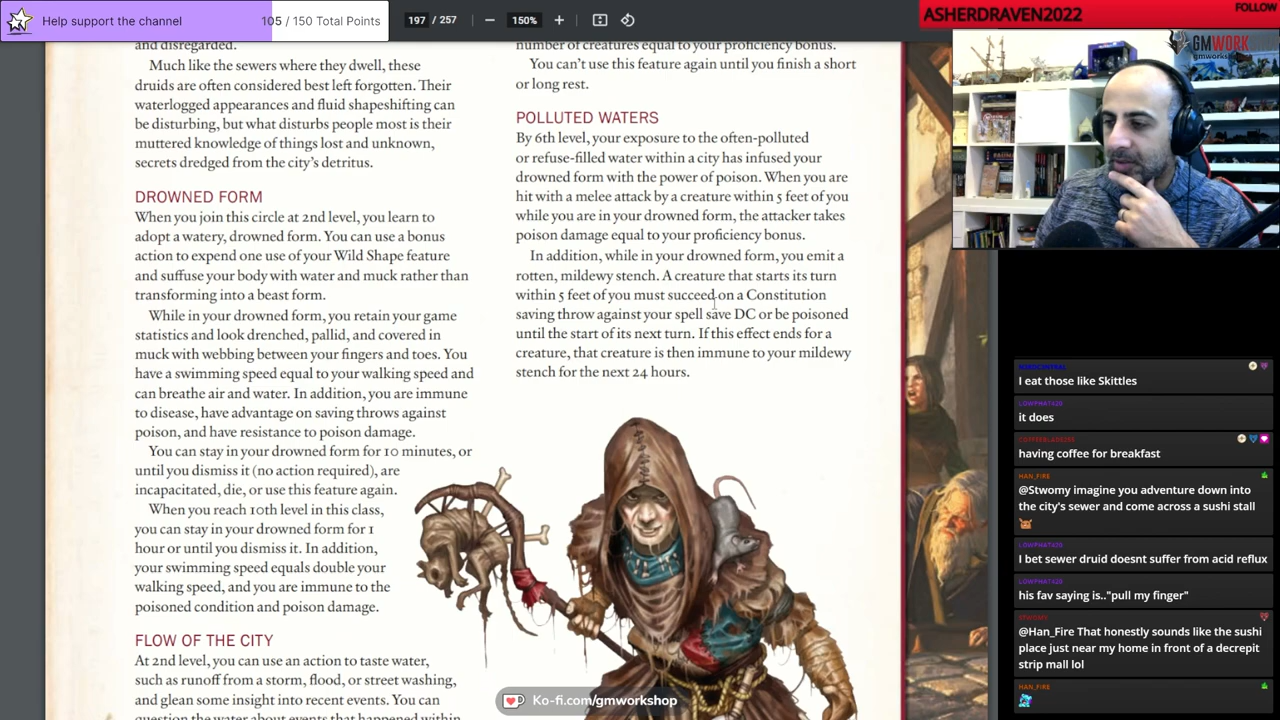 Help support the channel
105 / 150 Total Points
197 / 257
150%
ASHERDRAVEN2022
FOLLOW
GMWORK
and disregarded.
Much like the sewers where they dwell, these
druids are often considered best left forgotten. Their
waterlogged appearances and fluid shapeshifting can
be disturbing, but what disturbs people most is their
muttered knowledge of things lost and unknown,
secrets dredged from the city's detritus.
DROWNED FORM
When you join this circle at 2nd level, you learn to
adopt a watery, drowned form. You can use a bonus
action to expend one use of your Wild Shape feature
and suffuse your body with water and muck rather than
transforming into a beast form.
While in your drowned form, you retain your game
statistics and look drenched, pallid, and covered in
muck with webbing between your fingers and toes. You
have a swimming speed equal to your walking speed and
can breathe air and water. In addition, you are immune
to disease, have advantage on saving throws against
poison, and have resistance to poison damage.
You can stay in your drowned form for 10 minutes, or
until you dismiss it (no action required), are
incapacitated, die, or use this feature again.
When you reach 10th level in this class,
you can stay in your drowned form for 1
hour or until you dismiss it. In addition,
your swimming speed equals double your
walking speed, and you are immune to the
poisoned condition and poison damage.
FLOW OF THE CITY
At 2nd level, you can use an action to taste water,
such as runoff from a storm, flood, or street washing,
and glean some insight into recent events. You can
question the water about events that happened within
number of creatures equal to your proficiency bonus.
You can't use this feature again until you finish a short
or long rest.
POLLUTED WATERS
By 6th level, your exposure to the often-polluted
or refuse-filled water within a city has infused your
drowned form with the power of poison. When you are
hit with a melee attack by a creature within 5 feet of you
while you are in your drowned form, the attacker takes
poison damage equal to your proficiency bonus.
In addition, while in your drowned form, you emit a
rotten, mildewy stench. A creature that starts its turn
within 5 feet of you must succeed on a Constitution
saving throw against your spell save DC or be poisoned
until the start of its next turn. If this effect ends for a
creature, that creature is then immune to your mildewy
stench for the next 24 hours.
Ko-fi.com/gmworkshop
I eat those like Skittles
LOWPHAT420
it does
having coffee for breakfast
HAN_FIRE
@Stwomy imagine you adventure down into
the city's sewer and come across a sushi stall
LOWPHAT420
I bet sewer druid doesnt suffer from acid reflux
LOWPHAT420
his fav saying is.."pull my finger"
STWOMY
@Han_Fire That honestly sounds like the sushi
place just near my home in front of a decrepit
strip mall lol
HAN_FIRE